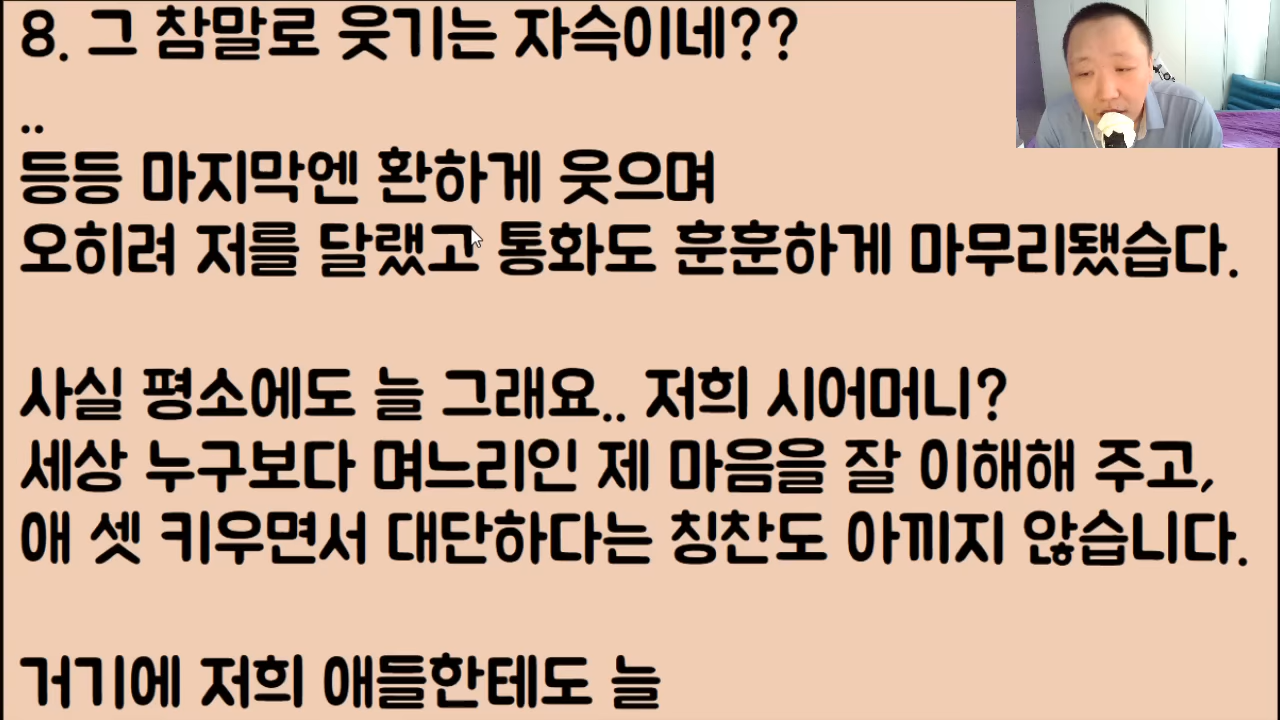 8. 그 참말로 웃기는 자슥이네??
..
등등 마지막엔 환하게 웃으며
오히려 저를 달랬고 통화도 훈훈하게 마무리됐습다.
사실 평소에도 늘 그래요.. 저희 시어머니?
세상 누구보다 며느리인 제 마음을 잘 이해해 주고,
애 셋 키우면서 대단하다는 칭찬도 아끼지 않습니다.
거기에 저희 애들한테도 늘